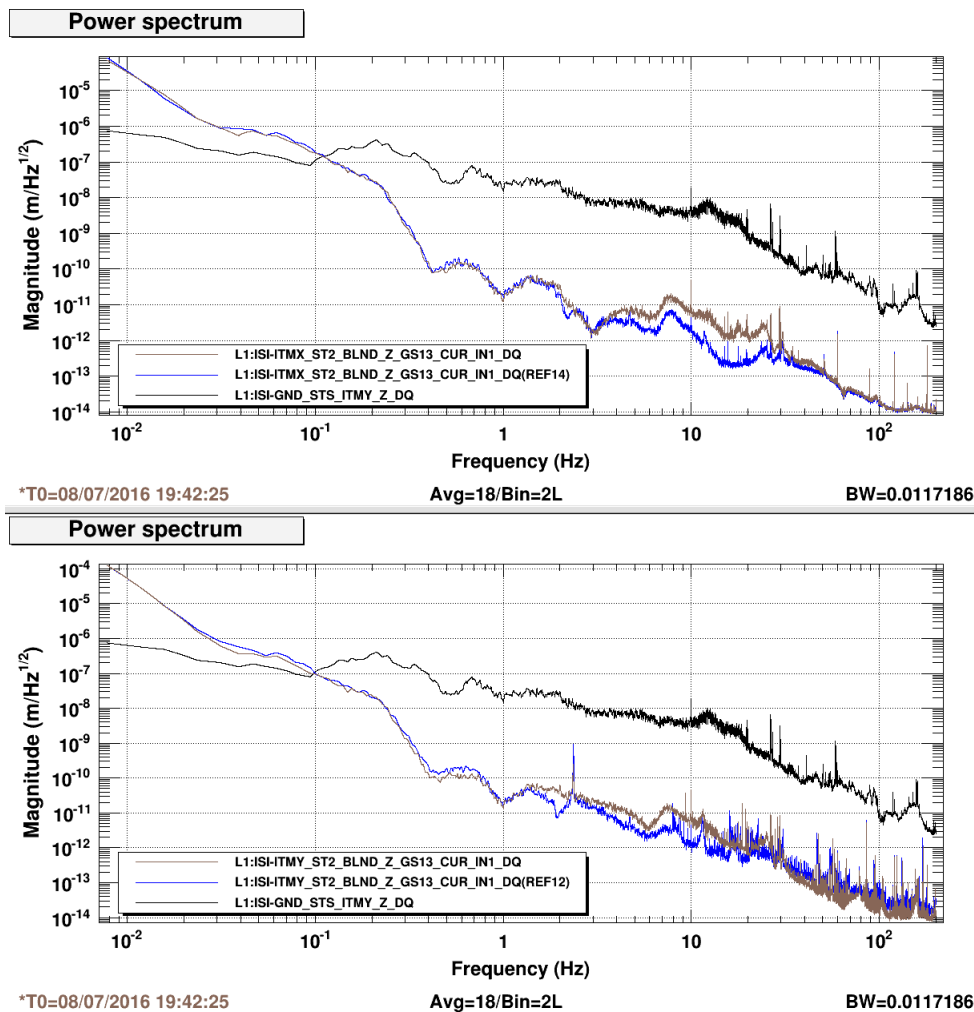 Power spectrum
10^-5
10^-6
10^-7
10^-8
10^-9
10^-10
10^-11
10^-12
10^-13
10^-14
Magnitude (m/Hz^1/2)
L1:ISI-ITMX_ST2_BLND_Z_GS13_CUR_IN1_DQ
L1:ISI-ITMX_ST2_BLND_Z_GS13_CUR_IN1_DQ(REF14)
L1:ISI-GND_STS_ITMY_Z_DQ
10^-2 10^-1 1 10 10^2
Frequency (Hz)
*T0=08/07/2016 19:42:25 Avg=18/Bin=2L BW=0.0117186
Power spectrum
10^-4
10^-5
10^-6
10^-7
10^-8
10^-9
10^-10
10^-11
10^-12
10^-13
10^-14
Magnitude (m/Hz^1/2)
L1:ISI-ITMY_ST2_BLND_Z_GS13_CUR_IN1_DQ
L1:ISI-ITMY_ST2_BLND_Z_GS13_CUR_IN1_DQ(REF12)
L1:ISI-GND_STS_ITMY_Z_DQ
10^-2 10^-1 1 10 10^2
Frequency (Hz)
*T0=08/07/2016 19:42:25 Avg=18/Bin=2L BW=0.0117186